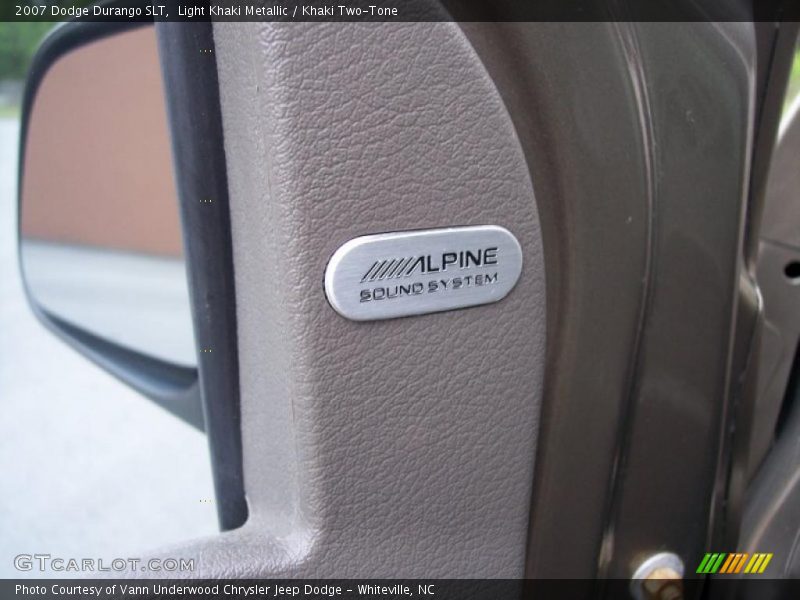 2007 Dodge Durango SLT, Light Khaki Metallic / Khaki Two-Tone
ALPINE
SOUND SYSTEM
GTCARLOT.COM
Photo Courtesy of Vann Underwood Chrysler Jeep Dodge - Whiteville, NC